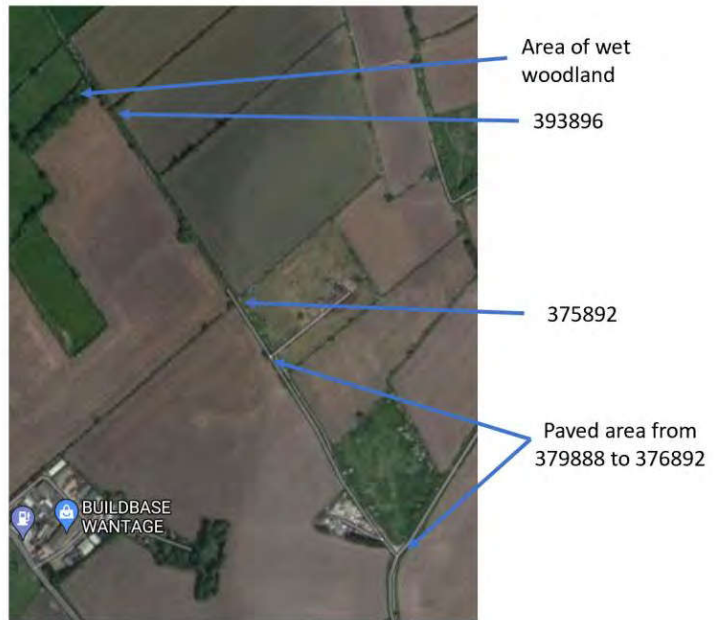 Area of wet
woodland
393896
375892
Paved area from
379888 to 376892
BUILDBASE
WANTAGE